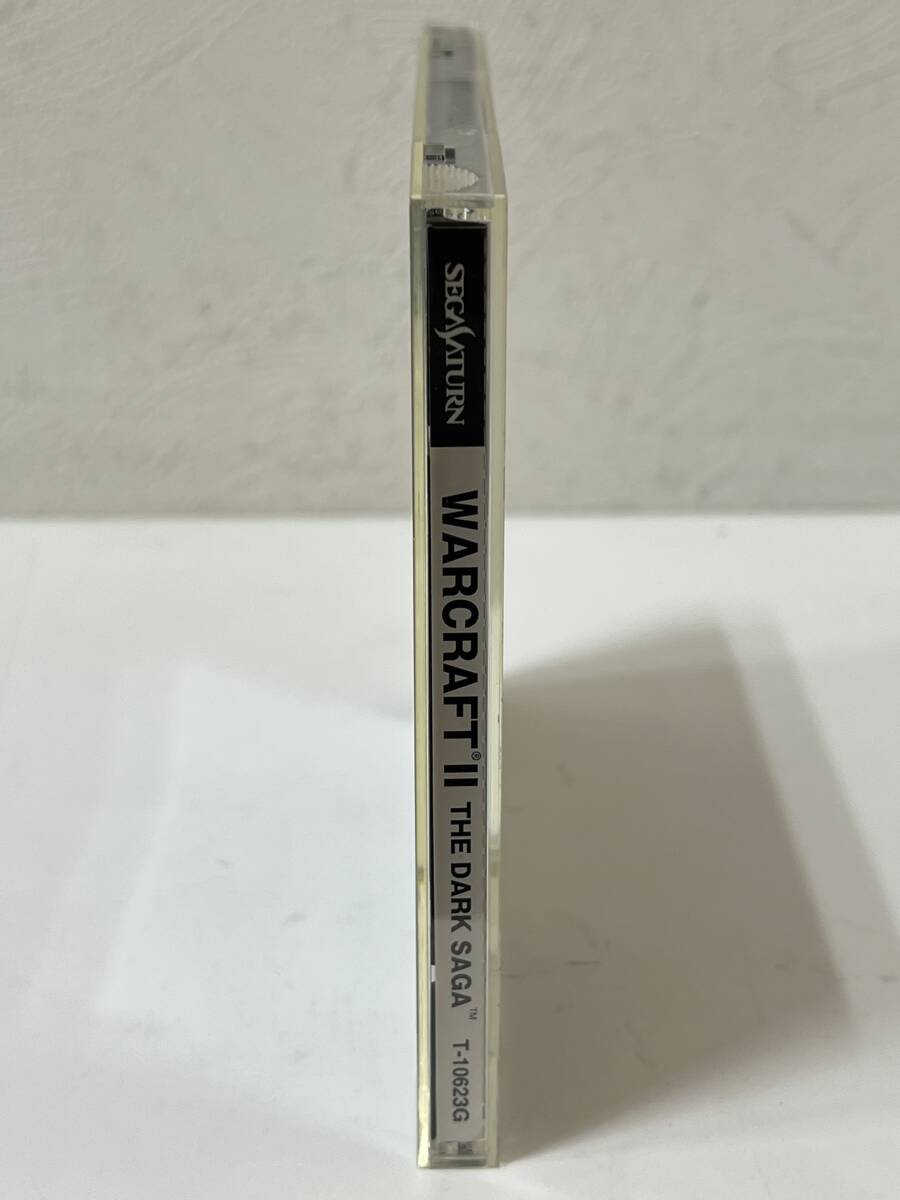 SEGA SATURN
WARCRAFT® II THE DARK SAGA™ T-10623G